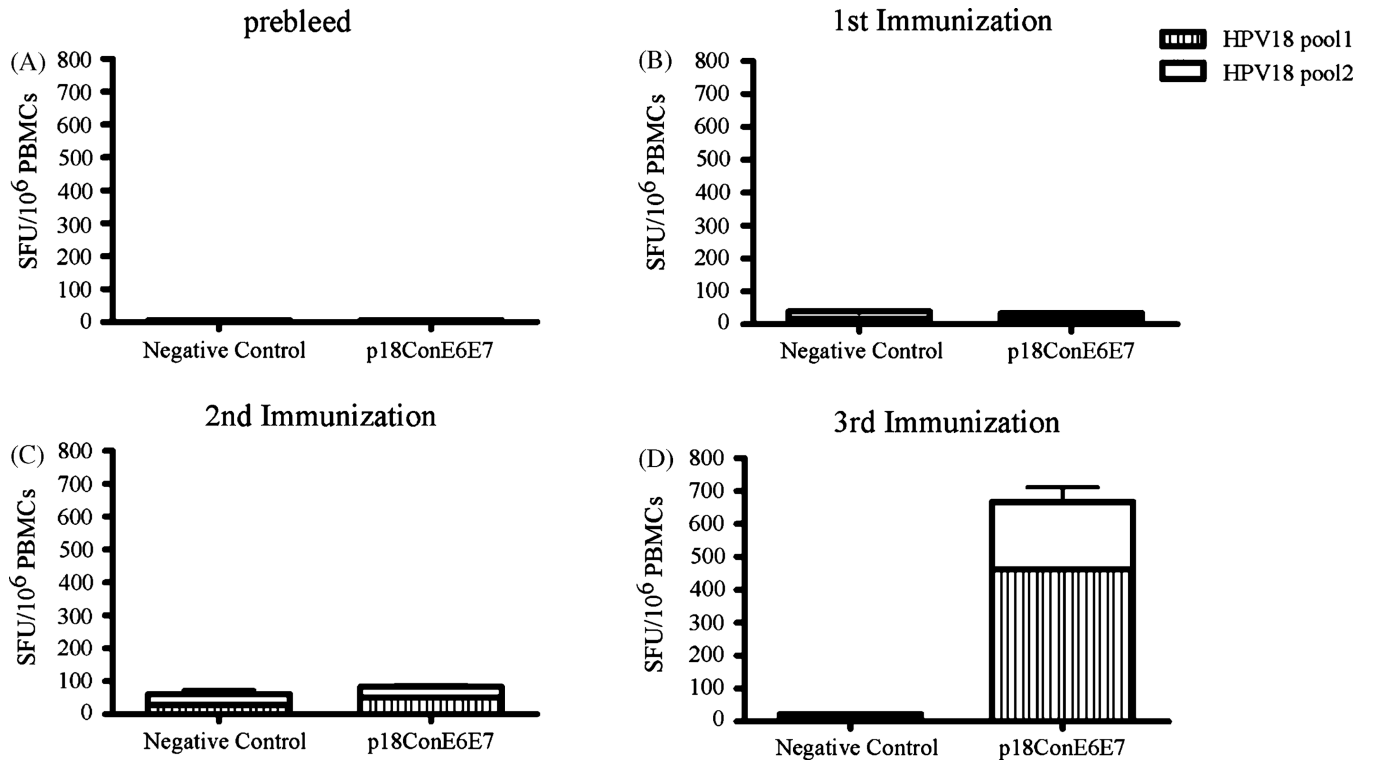 prebleed
(A)
800
700
600
500
400
300
200
100
0
SFU/10⁶ PBMCs
Negative Control
p18ConE6E7
1st Immunization
(B)
800
700
600
500
400
300
200
100
0
SFU/10⁶ PBMCs
Negative Control
p18ConE6E7
HPV18 pool1
HPV18 pool2
2nd Immunization
(C)
800
700
600
500
400
300
200
100
0
SFU/10⁶ PBMCs
Negative Control
p18ConE6E7
3rd Immunization
(D)
800
700
600
500
400
300
200
100
0
SFU/10⁶ PBMCs
Negative Control
p18ConE6E7